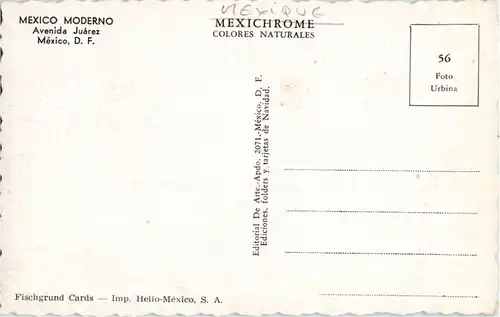 MEXICO MODERNO
Avenida Juárez
México, D. F.
MEXIQUE
MEXICHROME
COLORES NATURALES
56
Foto
Urbina
Editorial De Arte.-Apdo. 2071.-México, D. F.
Ediciones, folders y tarjetas de Navidad.
Fischgrund Cards — Imp. Helio-México, S. A.